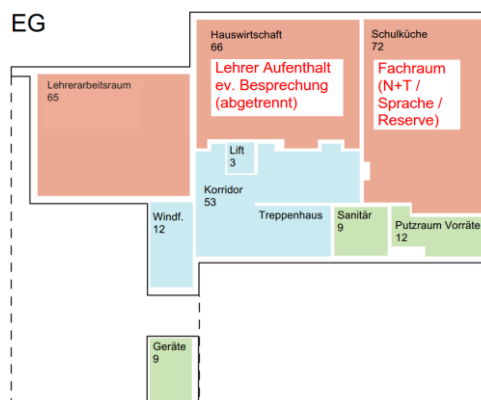 EG
Hauswirtschaft
66
Lehrer Aufenthalt
ev. Besprechung
(abgetrennt)
Schulküche
72
Fachraum
(N+T /
Sprache /
Reserve)
Lehrerarbeitsraum
65
Lift
3
Korridor
53
Windf.
12
Treppenhaus
Sanitär
9
Putzraum Vorräte
12
Geräte
9